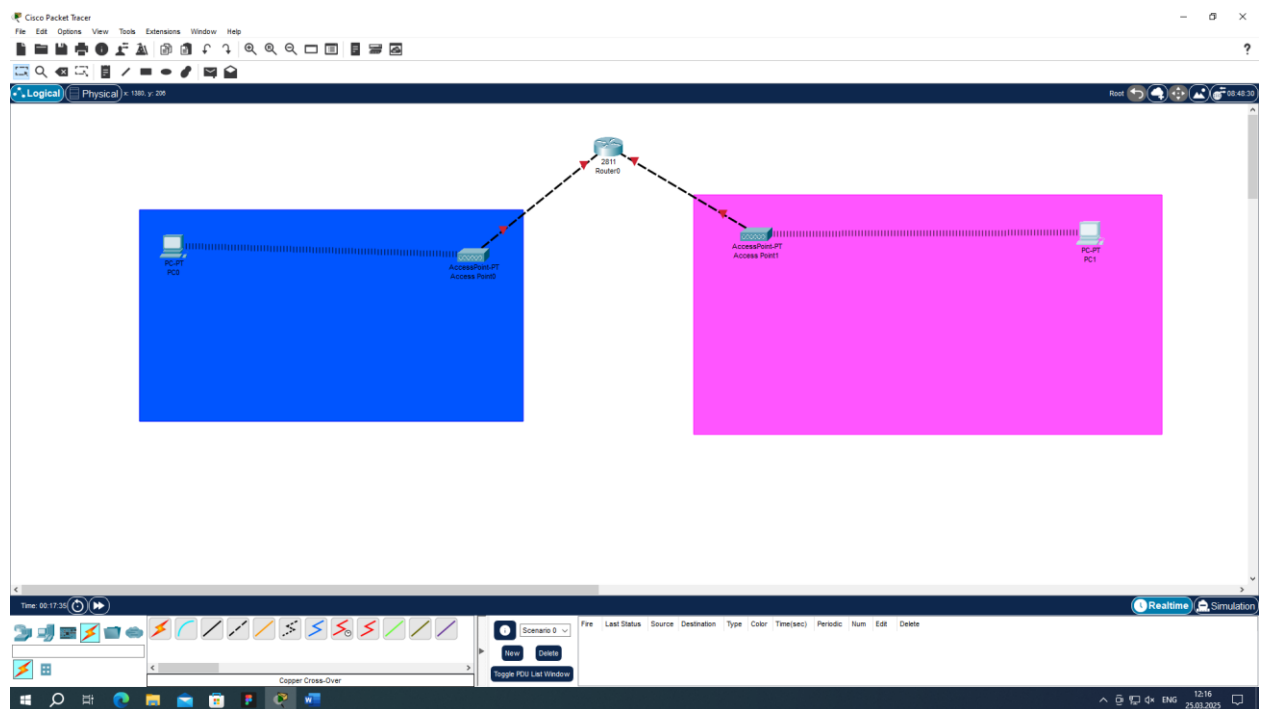 Cisco Packet Tracer
File Edit Options View Tools Extensions Window Help
?
Logical Physical x: 1380, y: 206 Root 08:48:30
2811
Router0
PC-PT
PC0
AccessPoint-PT
Access Point0
AccessPoint-PT
Access Point1
PC-PT
PC1
Time: 00:17:35 Realtime Simulation
Scenario 0
New Delete
Toggle PDU List Window
Fire Last Status Source Destination Type Color Time(sec) Periodic Num Edit Delete
Copper Cross-Over
ENG 12:16
25.03.2025